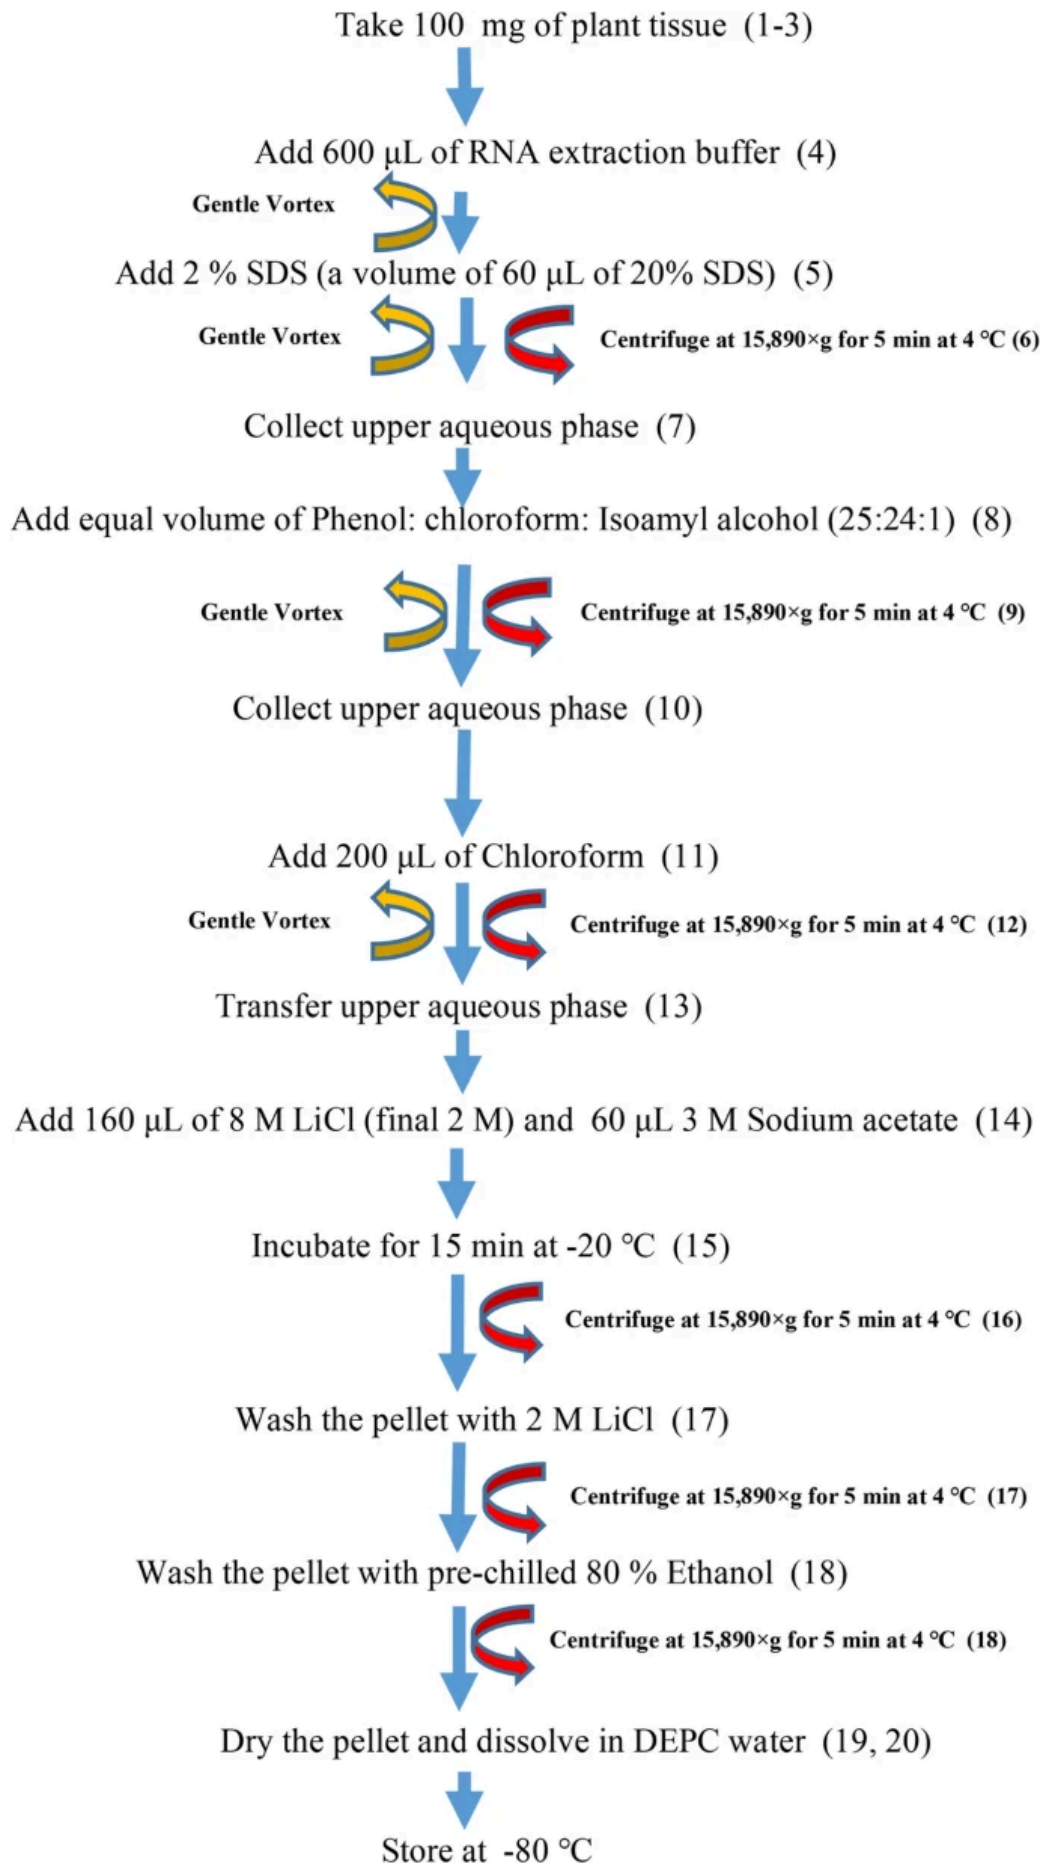 Take 100 mg of plant tissue (1-3)
Add 600 μL of RNA extraction buffer (4)
Gentle Vortex
Add 2 % SDS (a volume of 60 μL of 20% SDS) (5)
Gentle Vortex
Centrifuge at 15,890×g for 5 min at 4 °C (6)
Collect upper aqueous phase (7)
Add equal volume of Phenol: chloroform: Isoamyl alcohol (25:24:1) (8)
Gentle Vortex
Centrifuge at 15,890×g for 5 min at 4 °C (9)
Collect upper aqueous phase (10)
Add 200 μL of Chloroform (11)
Gentle Vortex
Centrifuge at 15,890×g for 5 min at 4 °C (12)
Transfer upper aqueous phase (13)
Add 160 μL of 8 M LiCl (final 2 M) and 60 μL 3 M Sodium acetate (14)
Incubate for 15 min at -20 °C (15)
Centrifuge at 15,890×g for 5 min at 4 °C (16)
Wash the pellet with 2 M LiCl (17)
Centrifuge at 15,890×g for 5 min at 4 °C (17)
Wash the pellet with pre-chilled 80 % Ethanol (18)
Centrifuge at 15,890×g for 5 min at 4 °C (18)
Dry the pellet and dissolve in DEPC water (19, 20)
Store at -80 °C